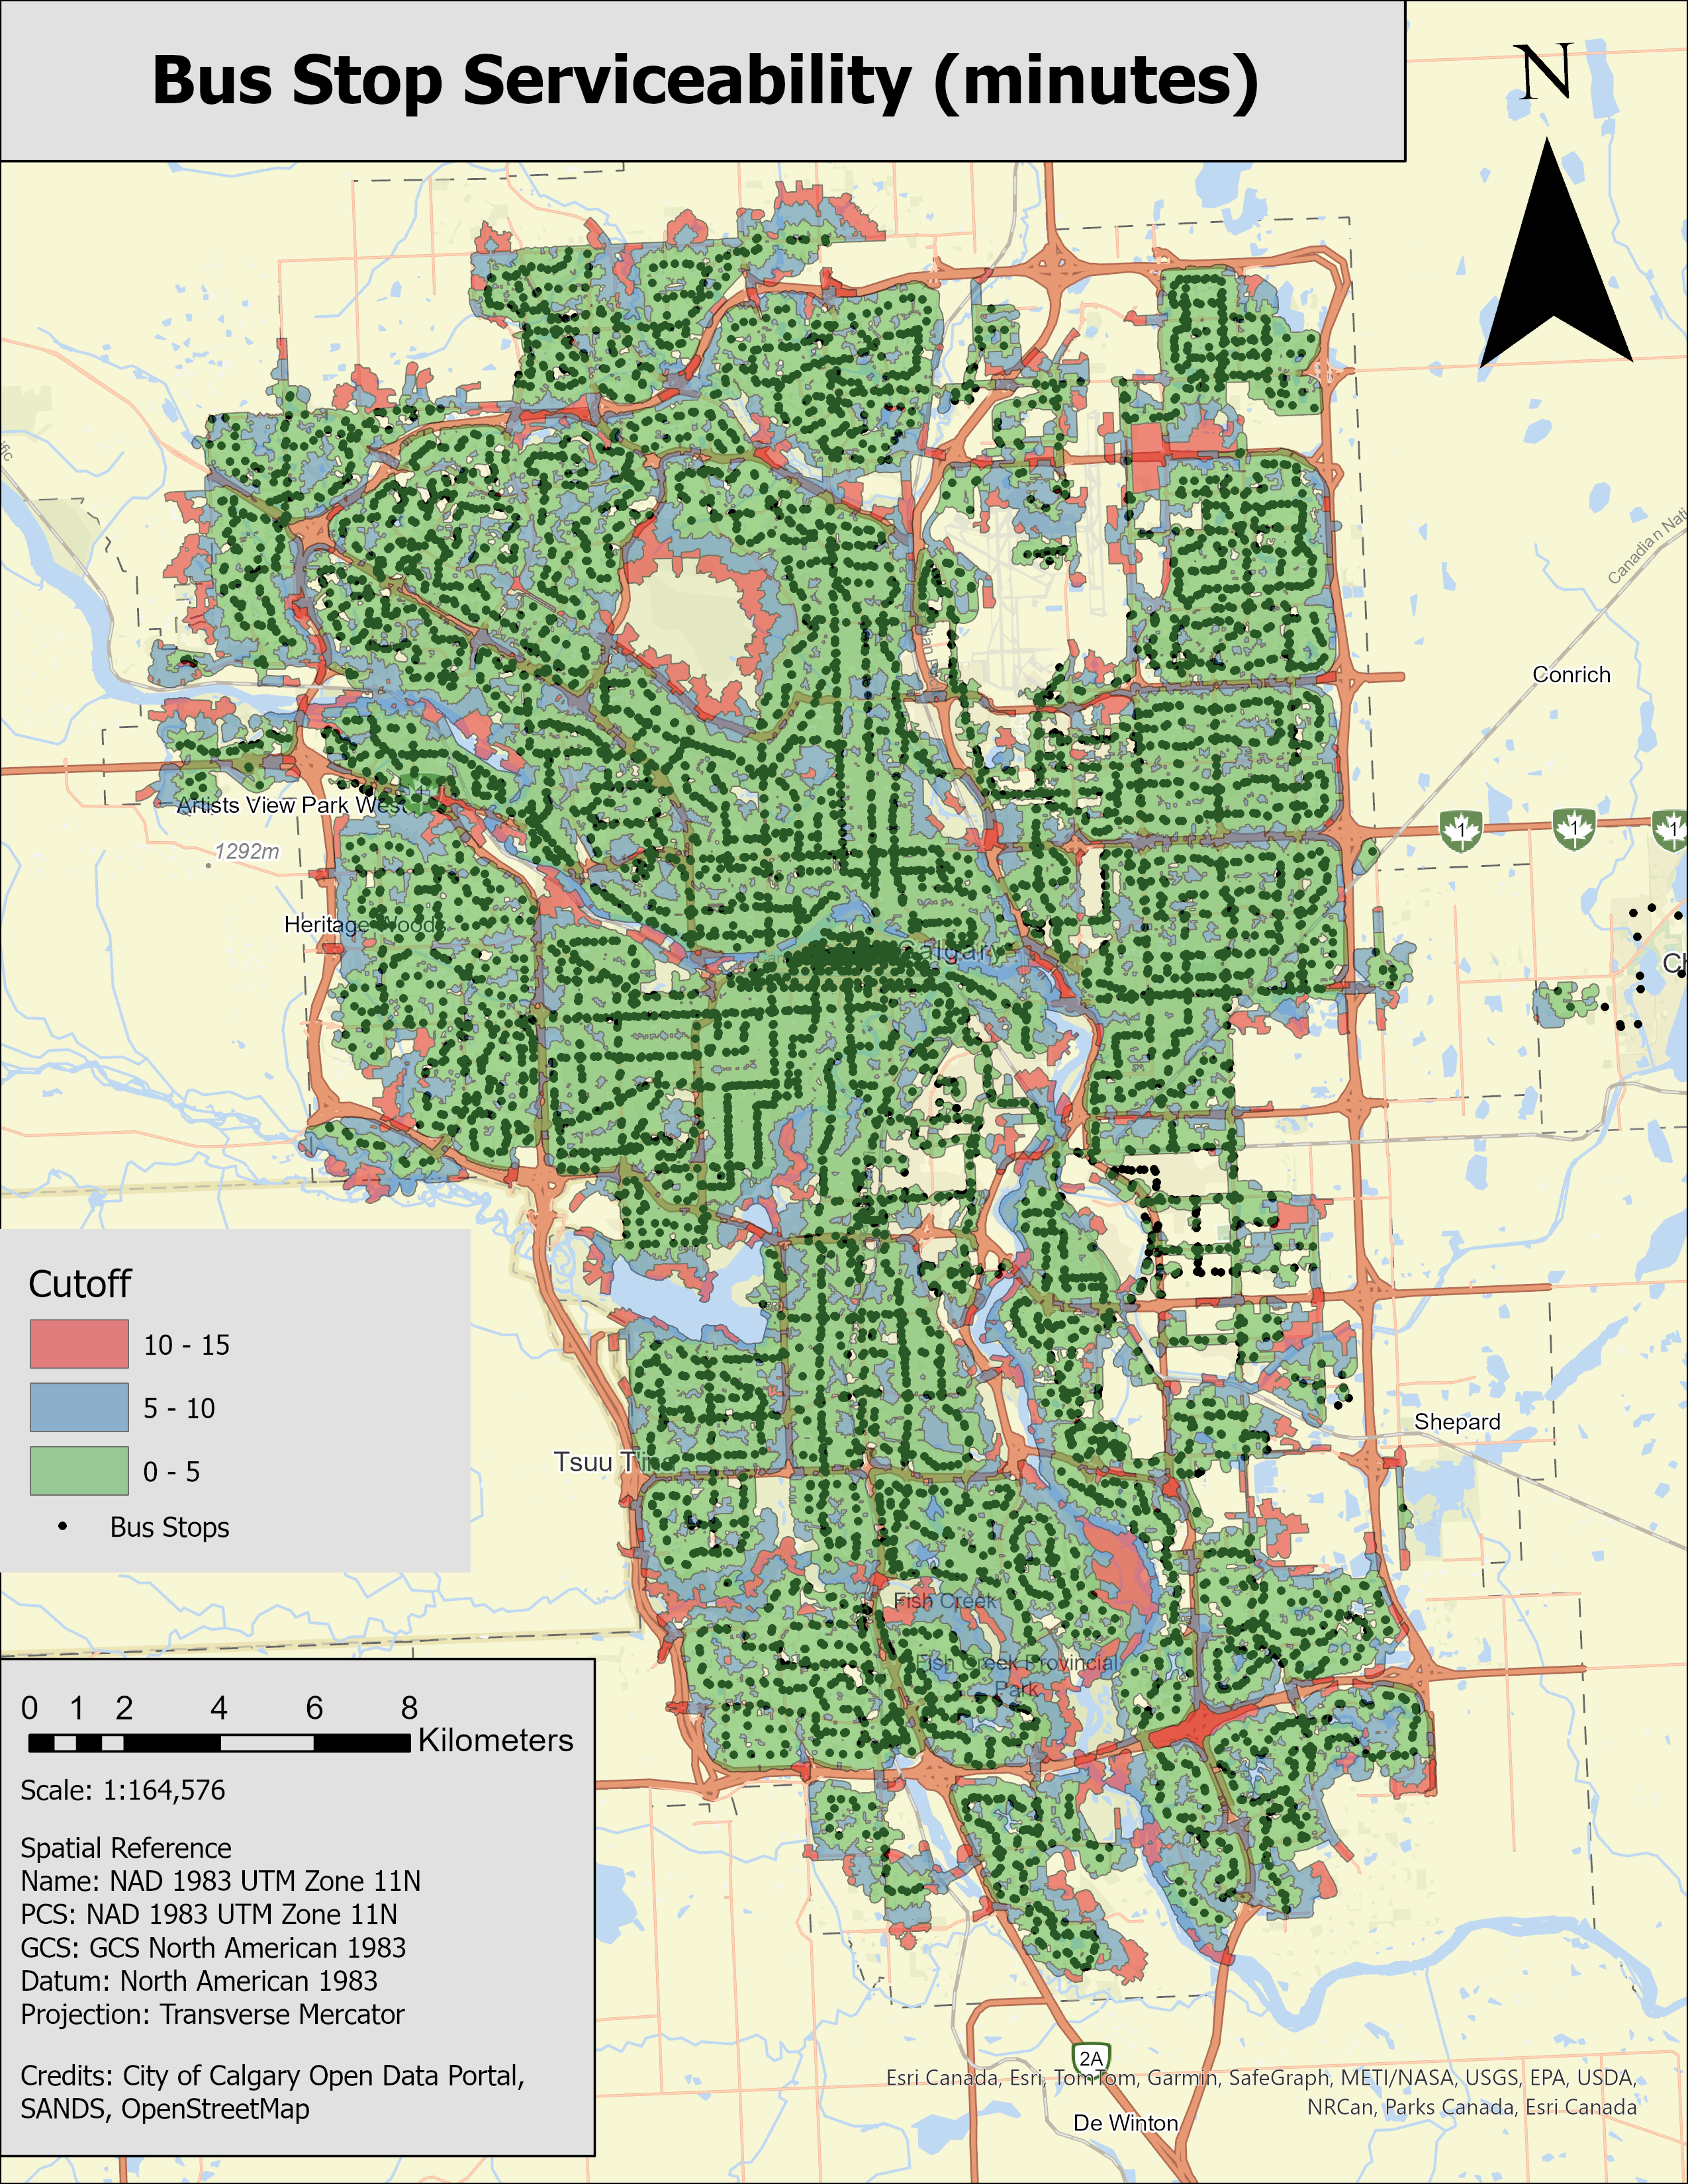 Bus Stop Serviceability (minutes)
N
Canadian Nati
Conrich
1
1
1
Artists View Park West
1292m
Heritage Woods
Calgary
Ch
Cutoff
10 - 15
5 - 10
0 - 5
Bus Stops
Shepard
Tsuu Tina
Fish Creek
Fish Creek Provincial
Park
0 1 2 4 6 8
Kilometers
Scale: 1:164,576
Spatial Reference
Name: NAD 1983 UTM Zone 11N
PCS: NAD 1983 UTM Zone 11N
GCS: GCS North American 1983
Datum: North American 1983
Projection: Transverse Mercator
Credits: City of Calgary Open Data Portal,
SANDS, OpenStreetMap
2A
Esri Canada, Esri, TomTom, Garmin, SafeGraph, METI/NASA, USGS, EPA, USDA,
NRCan, Parks Canada, Esri Canada
De Winton